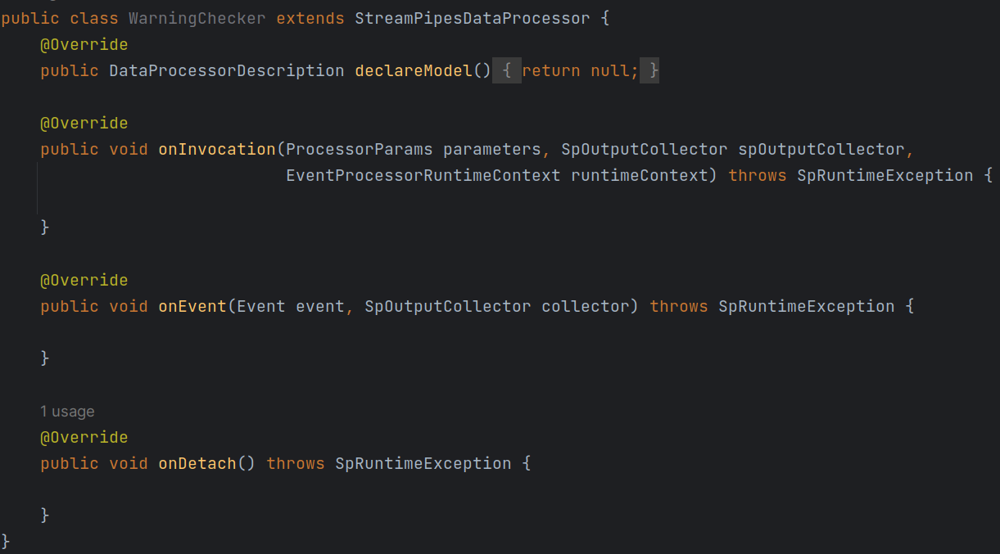 public class WarningChecker extends StreamPipesDataProcessor {
    @Override
    public DataProcessorDescription declareModel() { return null; }
    @Override
    public void onInvocation(ProcessorParams parameters, SpOutputCollector spOutputCollector,
                             EventProcessorRuntimeContext runtimeContext) throws SpRuntimeException {
    }
    @Override
    public void onEvent(Event event, SpOutputCollector collector) throws SpRuntimeException {
    }
    1 usage
    @Override
    public void onDetach() throws SpRuntimeException {
    }
}